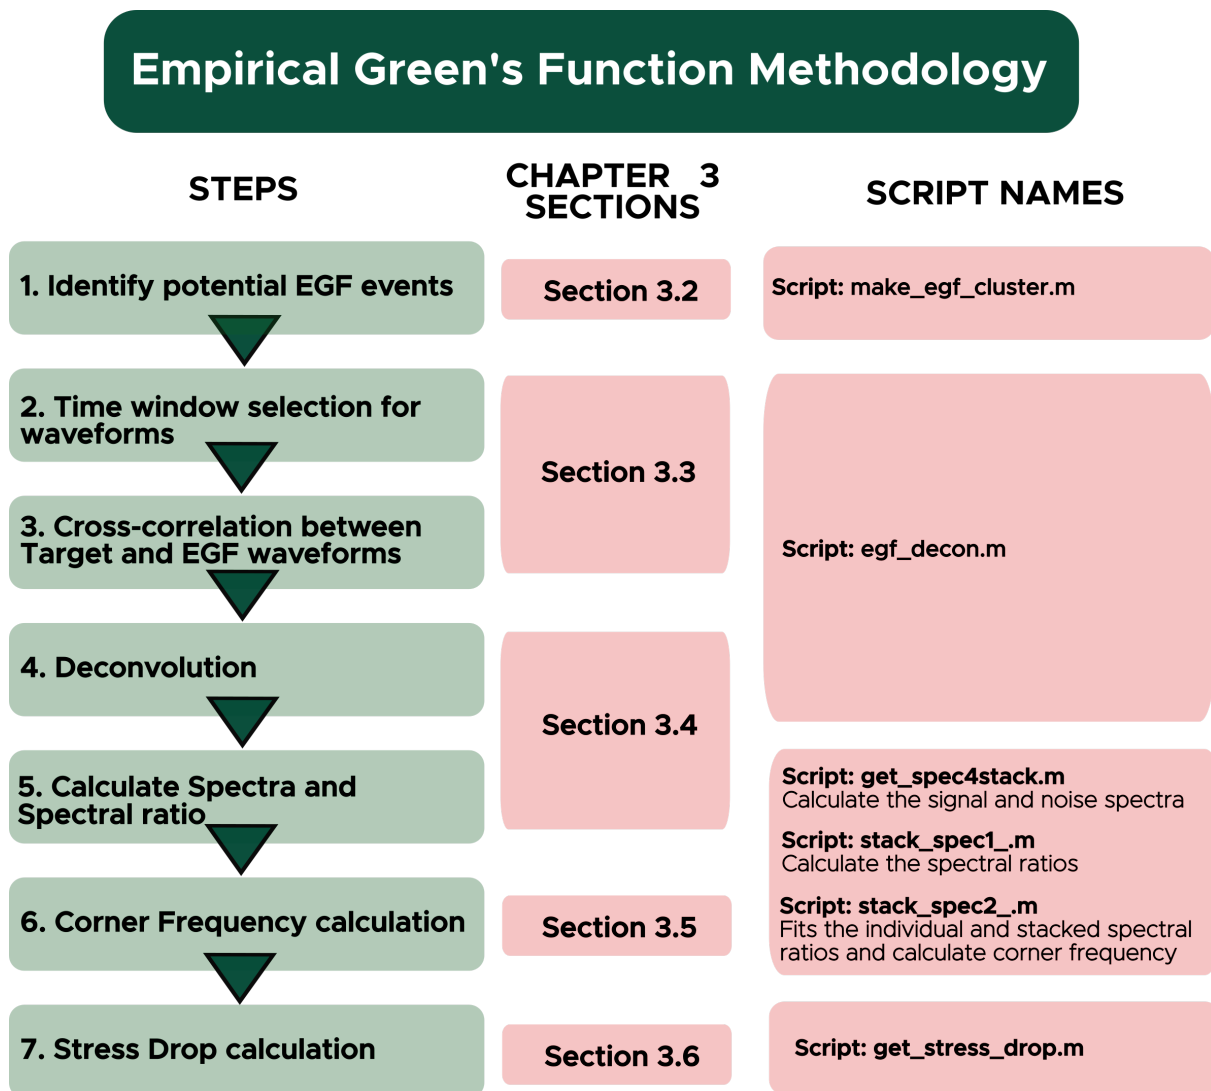 Empirical Green's Function Methodology
STEPS
CHAPTER 3
SECTIONS
SCRIPT NAMES
1. Identify potential EGF events
Section 3.2
Script: make_egf_cluster.m
2. Time window selection for
waveforms
Section 3.3
3. Cross-correlation between
Target and EGF waveforms
Script: egf_decon.m
4. Deconvolution
Section 3.4
5. Calculate Spectra and
Spectral ratio
Script: get_spec4stack.m
Calculate the signal and noise spectra
Script: stack_spec1_.m
Calculate the spectral ratios
6. Corner Frequency calculation
Section 3.5
Script: stack_spec2_.m
Fits the individual and stacked spectral
ratios and calculate corner frequency
7. Stress Drop calculation
Section 3.6
Script: get_stress_drop.m